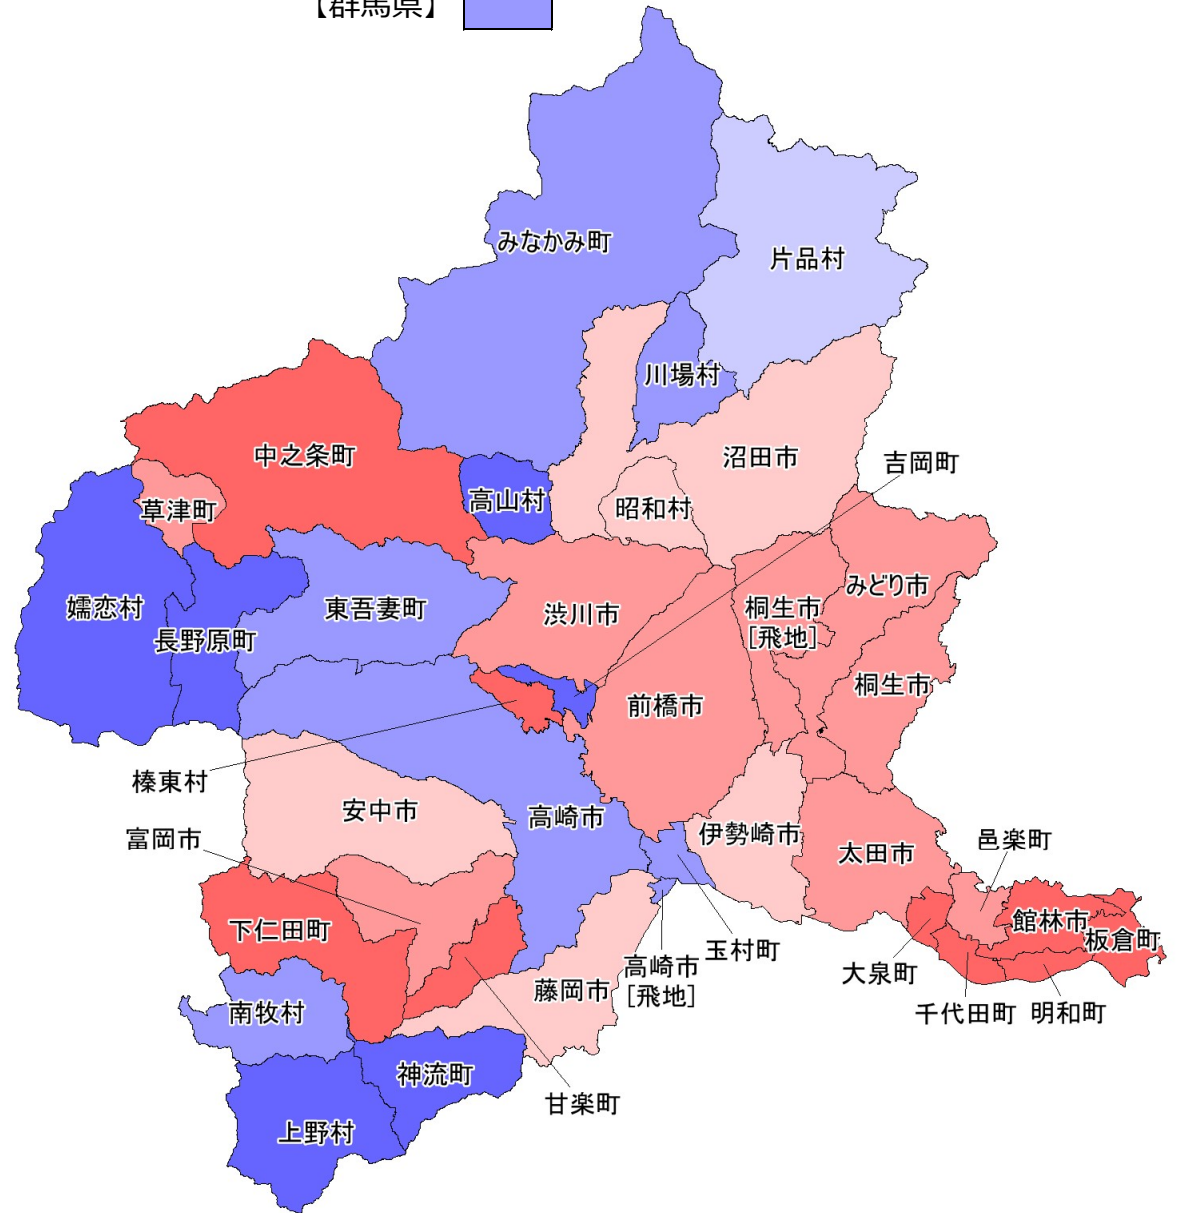 【群馬県】
みなかみ町
片品村
川場村
中之条町
沼田市
吉岡町
高山村
昭和村
草津町
みどり市
嬬恋村
東吾妻町
渋川市
桐生市
[飛地]
長野原町
桐生市
前橋市
榛東村
安中市
高崎市
富岡市
伊勢崎市
太田市
邑楽町
下仁田町
館林市
板倉町
玉村町
高崎市
[飛地]
大泉町
藤岡市
南牧村
千代田町
明和町
神流町
甘楽町
上野村